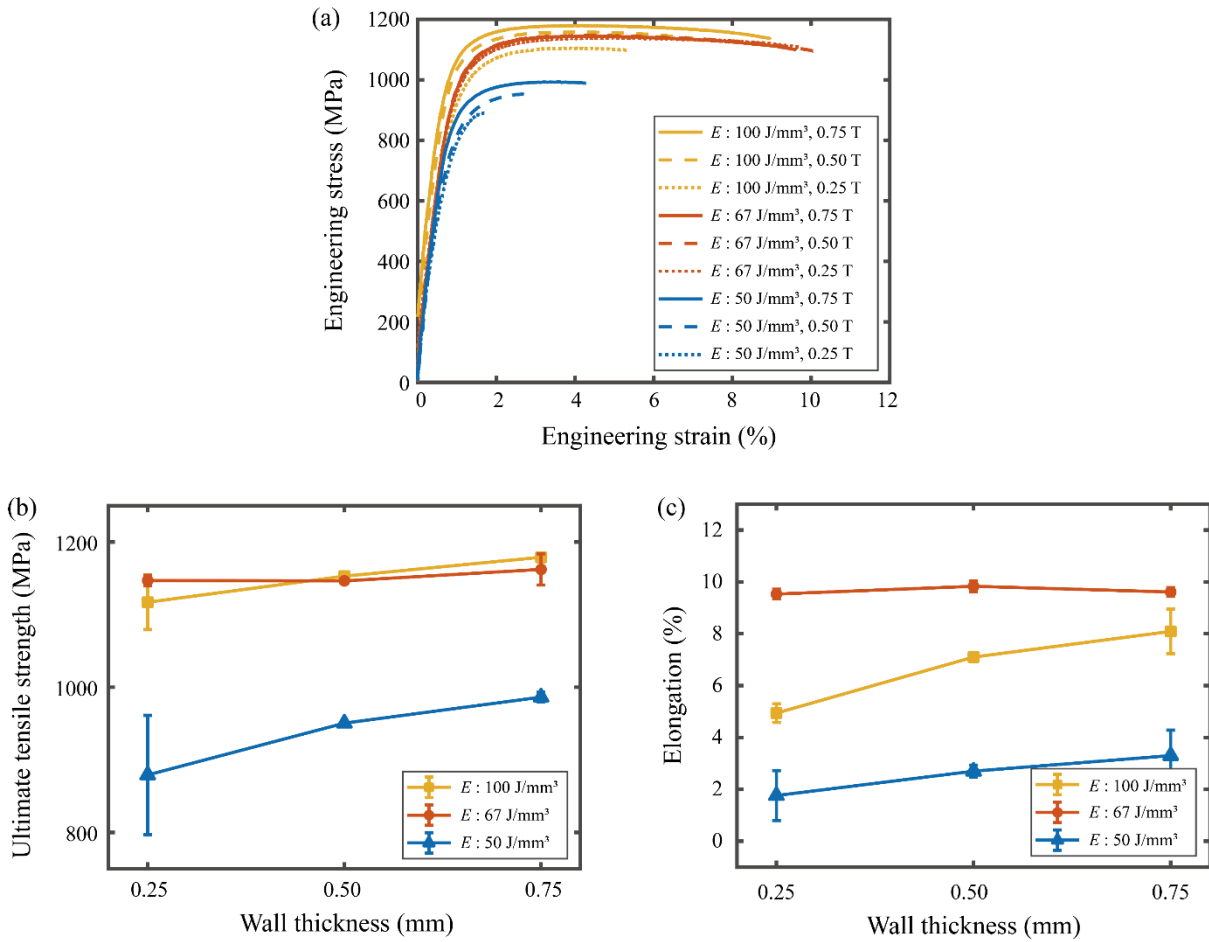 (a)
1200
1000
800
600
400
200
0
Engineering stress (MPa)
0 2 4 6 8 10 12
Engineering strain (%)
E : 100 J/mm³, 0.75 T
E : 100 J/mm³, 0.50 T
E : 100 J/mm³, 0.25 T
E : 67 J/mm³, 0.75 T
E : 67 J/mm³, 0.50 T
E : 67 J/mm³, 0.25 T
E : 50 J/mm³, 0.75 T
E : 50 J/mm³, 0.50 T
E : 50 J/mm³, 0.25 T
(b)
1200
1000
800
Ultimate tensile strength (MPa)
0.25 0.50 0.75
Wall thickness (mm)
E : 100 J/mm³
E : 67 J/mm³
E : 50 J/mm³
(c)
12
10
8
6
4
2
0
Elongation (%)
0.25 0.50 0.75
Wall thickness (mm)
E : 100 J/mm³
E : 67 J/mm³
E : 50 J/mm³